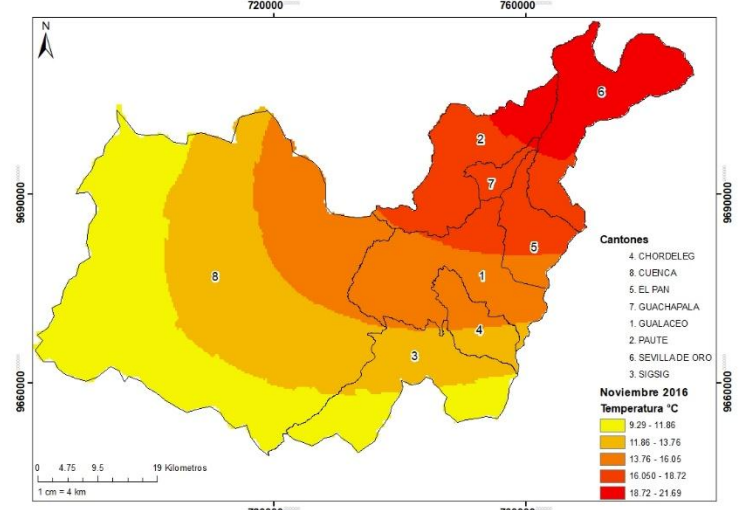 720000 760000
N
6
2
7
9690000 9690000
5
8
1
4
3
9660000 9660000
Cantones
4. CHORDELEG
8. CUENCA
5. EL PAN
7. GUACHAPALA
1. GUALACEO
2. PAUTE
6. SEVILLA DE ORO
3. SIGSIG
Noviembre 2016
Temperatura °C
9.29 - 11.86
11.86 - 13.76
13.76 - 16.05
16.050 - 18.72
18.72 - 21.69
0 4.75 9.5 19 Kilometros
1 cm = 4 km